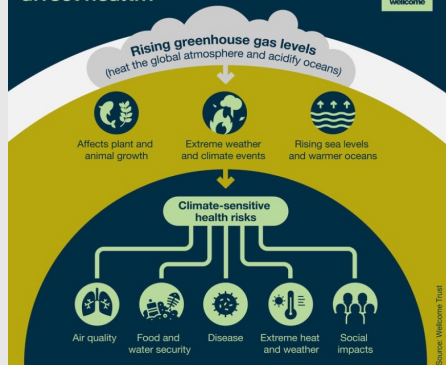 affect health?
wellcome
Rising greenhouse gas levels
(heat the global atmosphere and acidify oceans)
Affects plant and
animal growth
Extreme weather
and climate events
Rising sea levels
and warmer oceans
Climate-sensitive
health risks
Air quality
Food and
water security
Disease
Extreme heat
and weather
Social
impacts
Source: Wellcome Trust